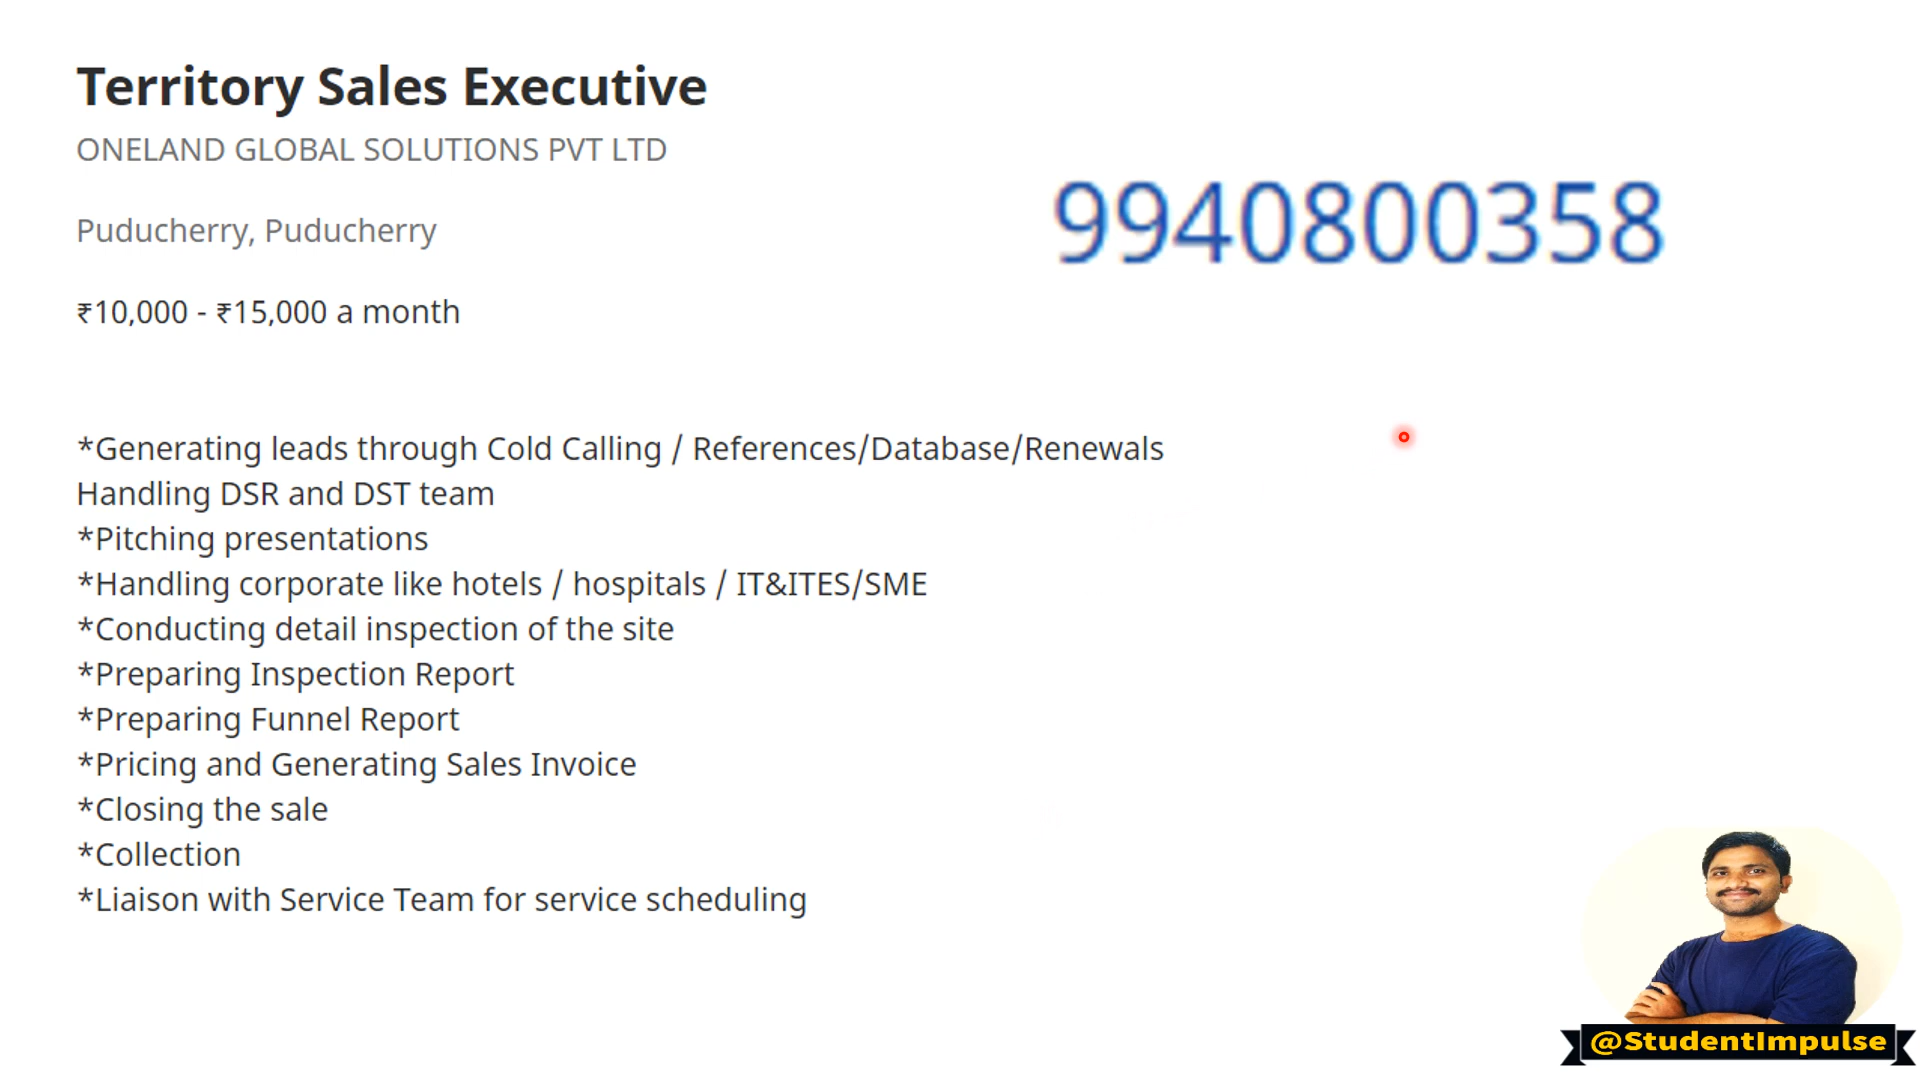 Territory Sales Executive
ONELAND GLOBAL SOLUTIONS PVT LTD
9940800358
Puducherry, Puducherry
₹10,000 - ₹15,000 a month
*Generating leads through Cold Calling / References/Database/Renewals
Handling DSR and DST team
*Pitching presentations
*Handling corporate like hotels / hospitals / IT&ITES/SME
*Conducting detail inspection of the site
*Preparing Inspection Report
*Preparing Funnel Report
*Pricing and Generating Sales Invoice
*Closing the sale
*Collection
*Liaison with Service Team for service scheduling
@StudentImpulse